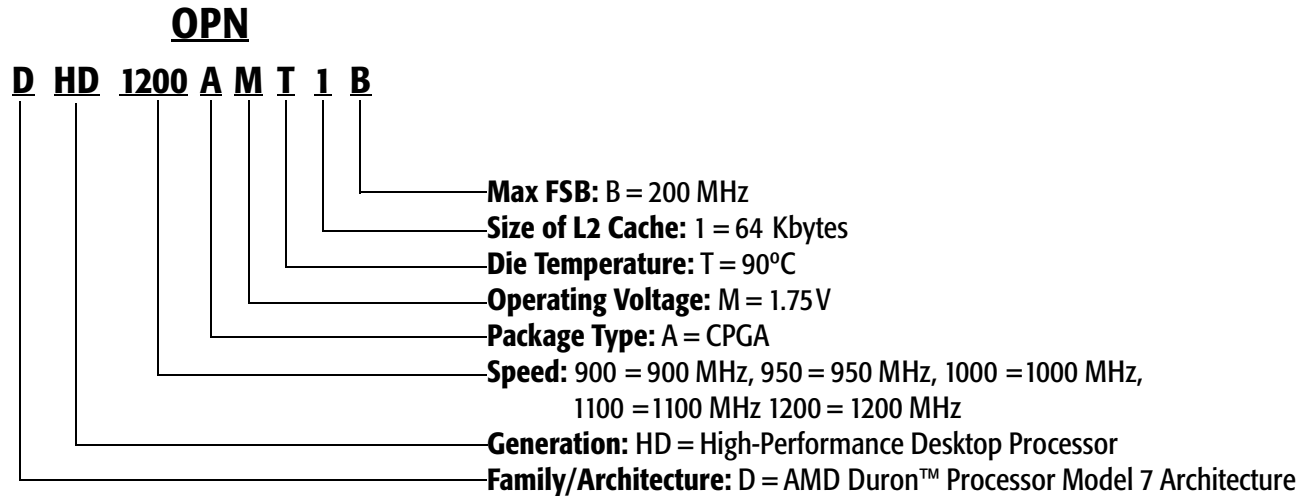 OPN
D HD 1200 A M T 1 B
Max FSB: B = 200 MHz
Size of L2 Cache: 1 = 64 Kbytes
Die Temperature: T = 90ºC
Operating Voltage: M = 1.75V
Package Type: A = CPGA
Speed: 900 = 900 MHz, 950 = 950 MHz, 1000 =1000 MHz,
1100 =1100 MHz 1200 = 1200 MHz
Generation: HD = High-Performance Desktop Processor
Family/Architecture: D = AMD Duron™ Processor Model 7 Architecture